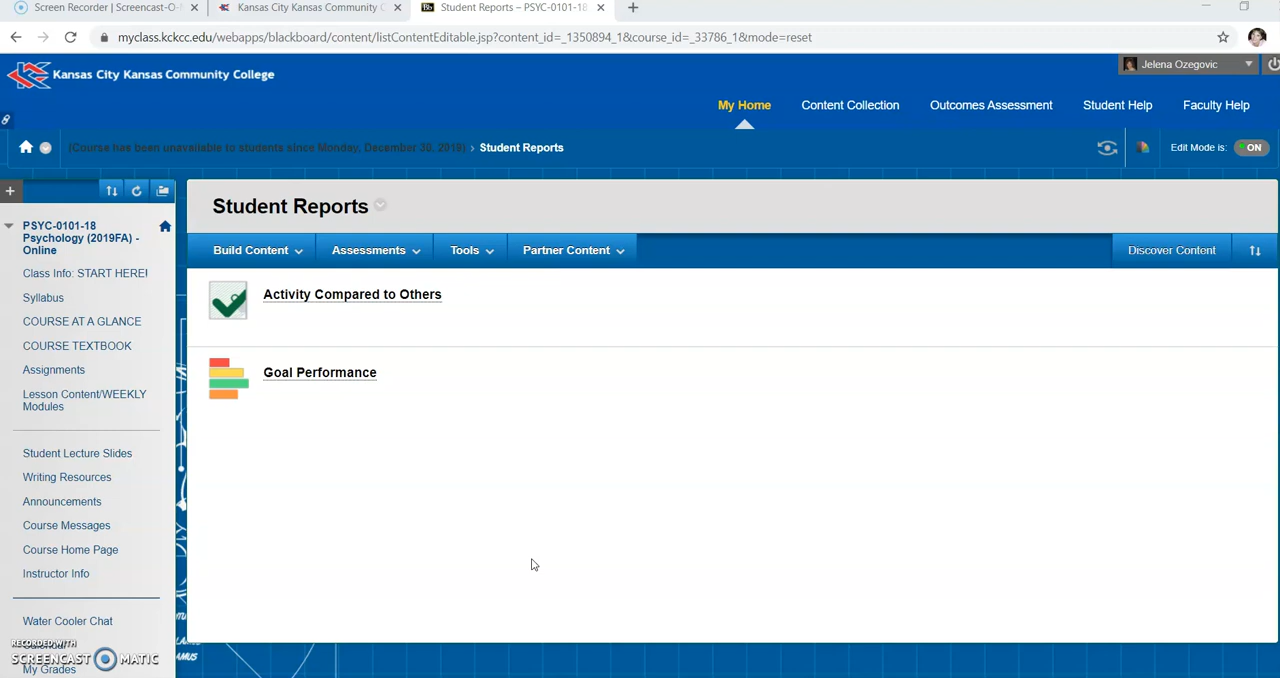 Screen Recorder | Screencast-O-
Kansas City Kansas Community C
Bb Student Reports – PSYC-0101-18
myclass.kckcc.edu/webapps/blackboard/content/listContentEditable.jsp?content_id=_1350894_1&course_id=_33786_1&mode=reset
Kansas City Kansas Community College
Jelena Ozegovic
My Home Content Collection Outcomes Assessment Student Help Faculty Help
(Course has been unavailable to students since Monday, December 30, 2019) › Student Reports
Edit Mode is: ON
Student Reports
Build Content Assessments Tools Partner Content Discover Content
PSYC-0101-18
Psychology (2019FA) -
Online
Class Info: START HERE!
Syllabus
COURSE AT A GLANCE
COURSE TEXTBOOK
Assignments
Lesson Content/WEEKLY
Modules
Student Lecture Slides
Writing Resources
Announcements
Course Messages
Course Home Page
Instructor Info
Water Cooler Chat
My Grades
Activity Compared to Others
Goal Performance
RECORDED WITH
SCREENCAST MATIC